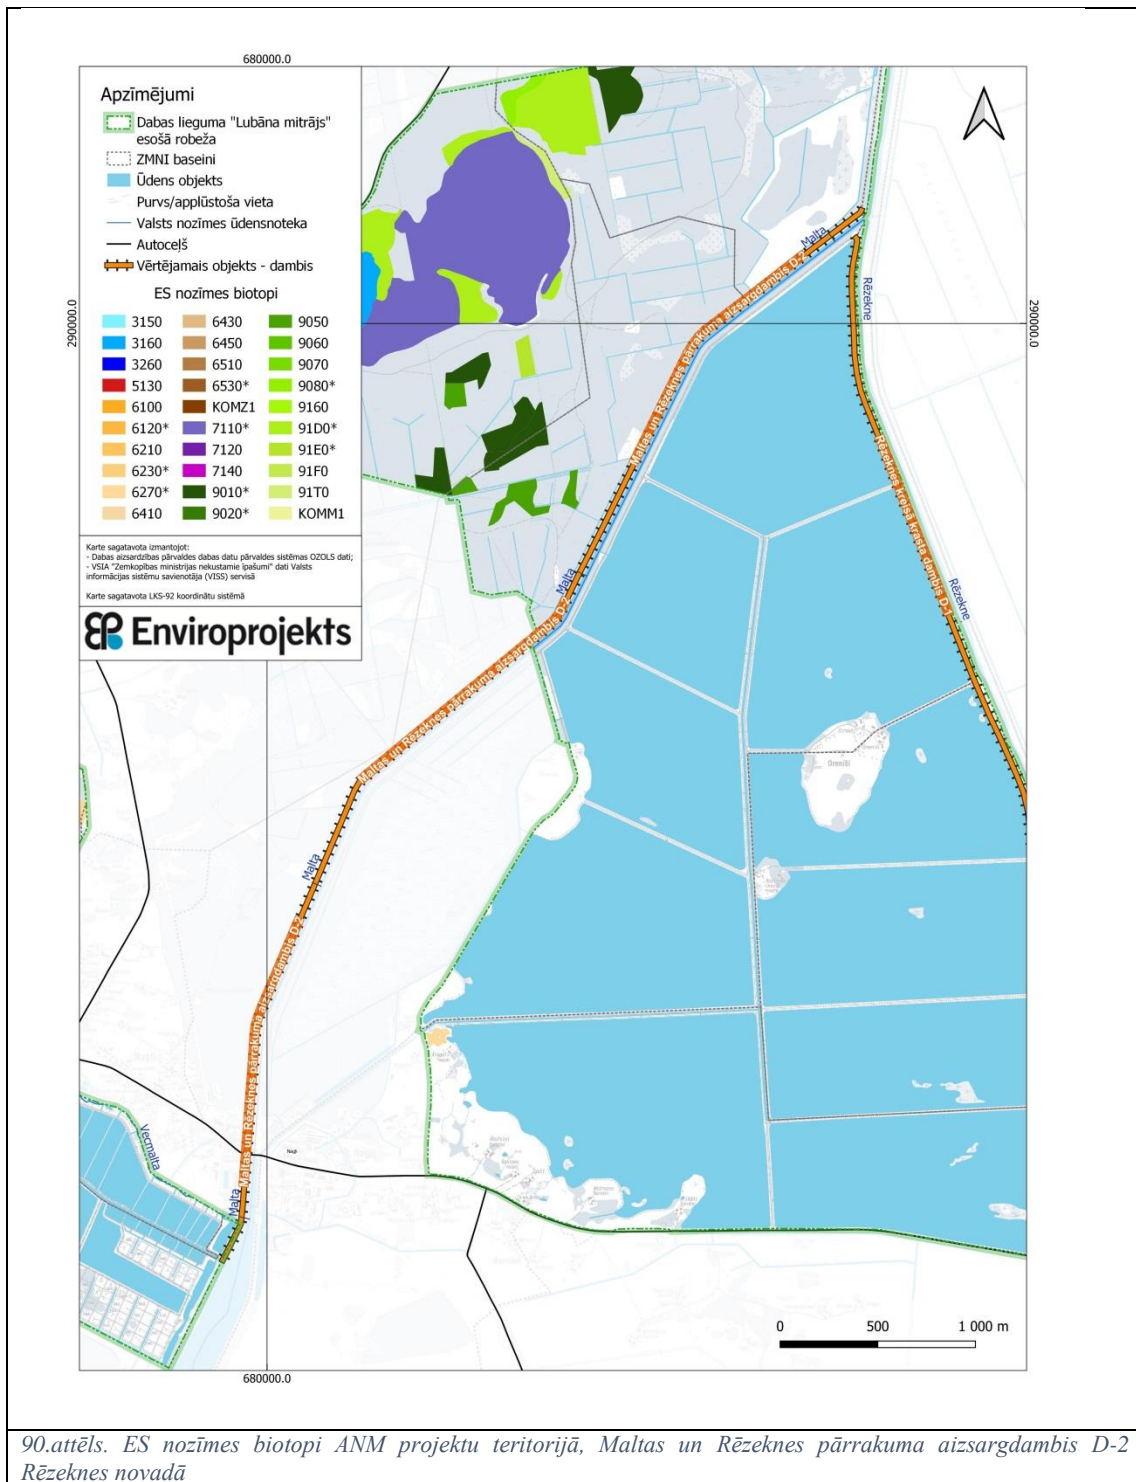 680000.0
Apzīmējumi
Dabas lieguma "Lubāna mitrājs"
esošā robeža
ZMNI baseini
Ūdens objekts
Purvs/applūstoša vieta
Valsts nozīmes ūdensnoteka
Autoceļš
Vērtējamais objekts - dambis
ES nozīmes biotopi
3150 6430 9050
3160 6450 9060
3260 6510 9070
5130 6530* 9080*
6100 KOMZ1 9160
6120* 7110* 91D0*
6210 7120 91E0*
6230* 7140 91F0
6270* 9010* 91T0
6410 9020* KOMM1
Karte sagatavota izmantojot:
- Dabas aizsardzības pārvaldes dabas datu pārvaldes sistēmas OZOLS dati;
- VSIA "Zemkopības ministrijas nekustamie īpašumi" dati Valsts
informācijas sistēmu savienotāja (VISS) servisā
Karte sagatavota LKS-92 koordinātu sistēmā
Enviroprojekts
290000.0
290000.0
Malta
Maltas un Rēzeknes pārrakuma aizsargdambis D-2
Rēzekne
Rēzeknes kreisā krasta dambis D-1
Rēzekne
Malta
Maltas un Rēzeknes pārrakuma aizsargdambis D-2
Malta
Maltas un Rēzeknes pārrakuma aizsargdambis D-2
Orenīši
Vecmalta
Malta
Nagļi
0 500 1 000 m
680000.0
90.attēls. ES nozīmes biotopi ANM projektu teritorijā, Maltas un Rēzeknes pārrakuma aizsargdambis D-2
Rēzeknes novadā